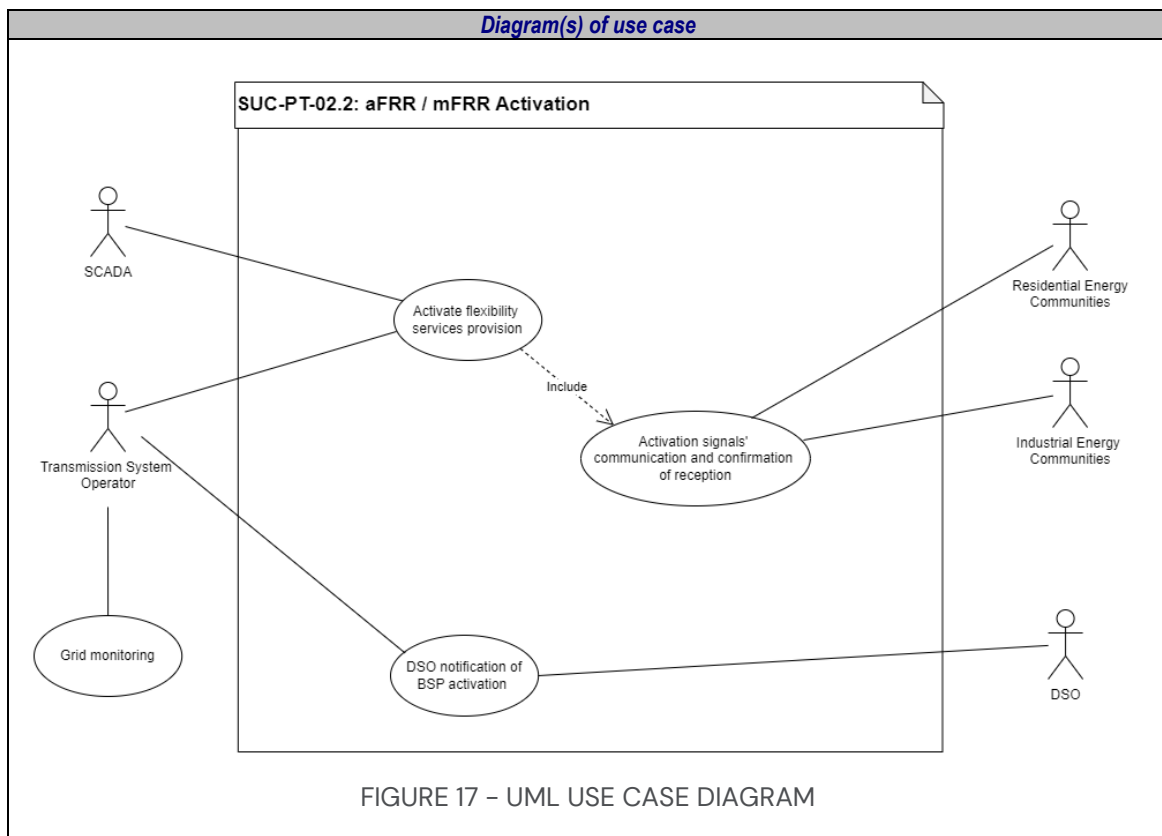 Diagram(s) of use case
SUC-PT-02.2: aFRR / mFRR Activation
SCADA
Activate flexibility
services provision
Include
Residential Energy
Communities
Transmission System
Operator
Activation signals'
communication and confirmation
of reception
Industrial Energy
Communities
Grid monitoring
DSO notification of
BSP activation
DSO
FIGURE 17 – UML USE CASE DIAGRAM